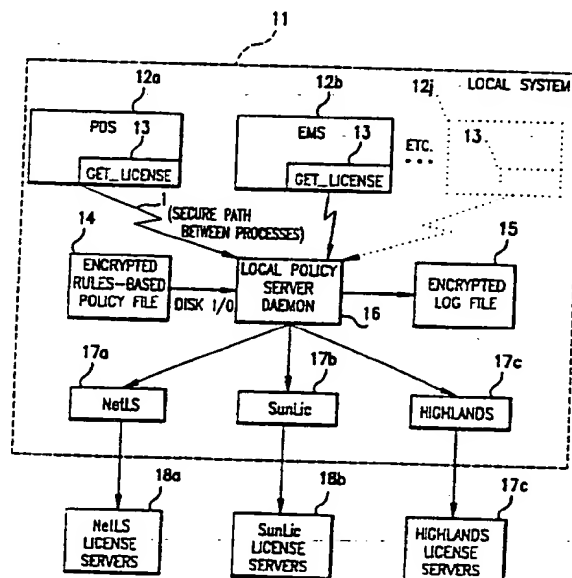 11
12a
12b
12j
LOCAL SYSTEM
PDS
13
GET_LICENSE
EMS
13
GET_LICENSE
ETC.
13
1
(SECURE PATH
BETWEEN PROCESSES)
14
15
ENCRYPTED
RULES-BASED
POLICY FILE
DISK I/O
LOCAL POLICY
SERVER
DAEMON
16
ENCRYPTED
LOG FILE
17a
17b
17c
NetLS
SunLic
HIGHLANDS
18a
18b
17c
NetLS
LICENSE
SERVERS
SunLic
LICENSE
SERVERS
HIGHLANDS
LICENSE
SERVERS